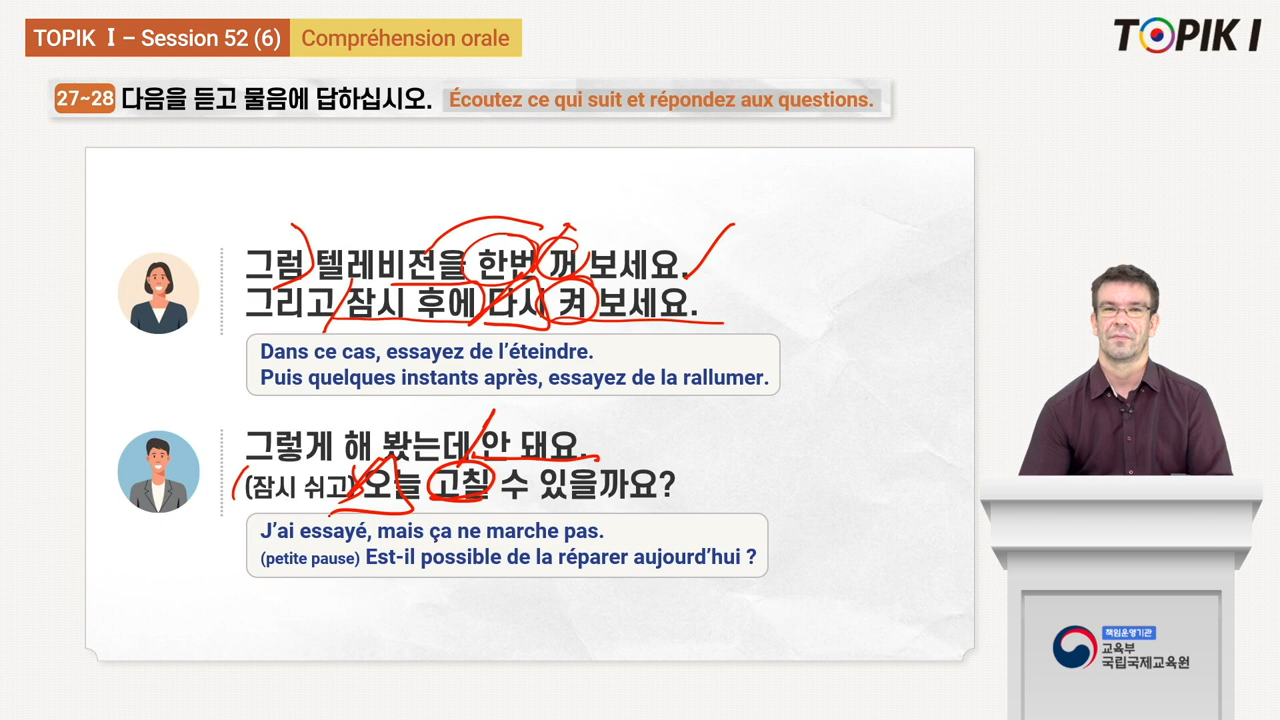 TOPIK I – Session 52 (6) Compréhension orale
TOPIK I
27~28 다음을 듣고 물음에 답하십시오. Écoutez ce qui suit et répondez aux questions.
그럼 텔레비전을 한번 꺼 보세요.
그리고 잠시 후에 다시 켜 보세요.
Dans ce cas, essayez de l’éteindre.
Puis quelques instants après, essayez de la rallumer.
그렇게 해 봤는데 안 돼요.
(잠시 쉬고) 오늘 고칠 수 있을까요?
J’ai essayé, mais ça ne marche pas.
(petite pause) Est-il possible de la réparer aujourd’hui ?
책임운영기관
교육부
국립국제교육원